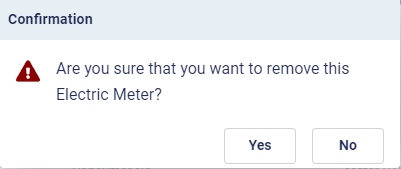 Confirmation
Are you sure that you want to remove this
Electric Meter?
Yes
No